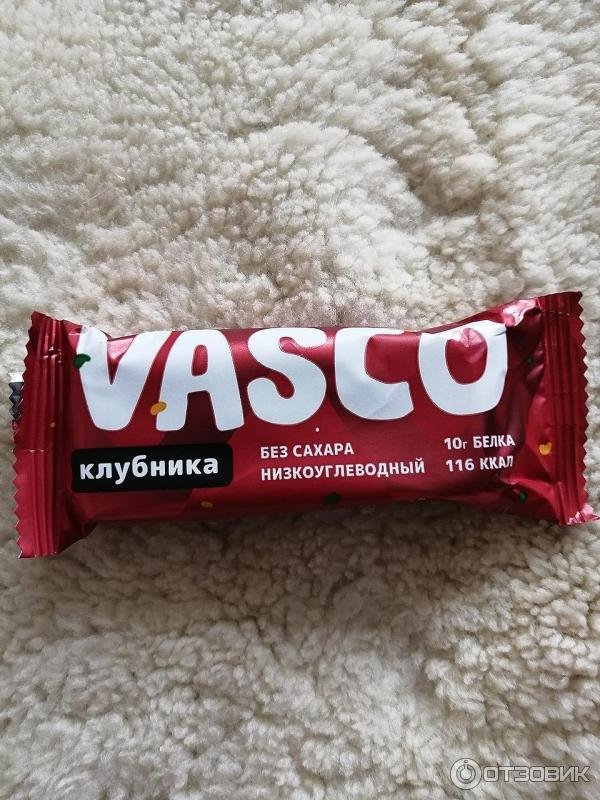 VASCO
клубника
БЕЗ САХАРА
НИЗКОУГЛЕВОДНЫЙ
10г БЕЛКА
116 ККАЛ
ОТЗОВИК